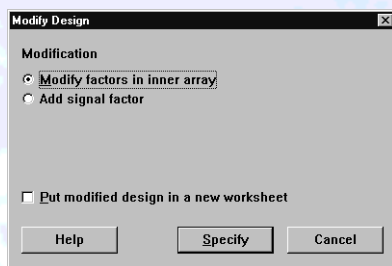 Modify Design
Modification
Modify factors in inner array
Add signal factor
Put modified design in a new worksheet
Help Specify Cancel